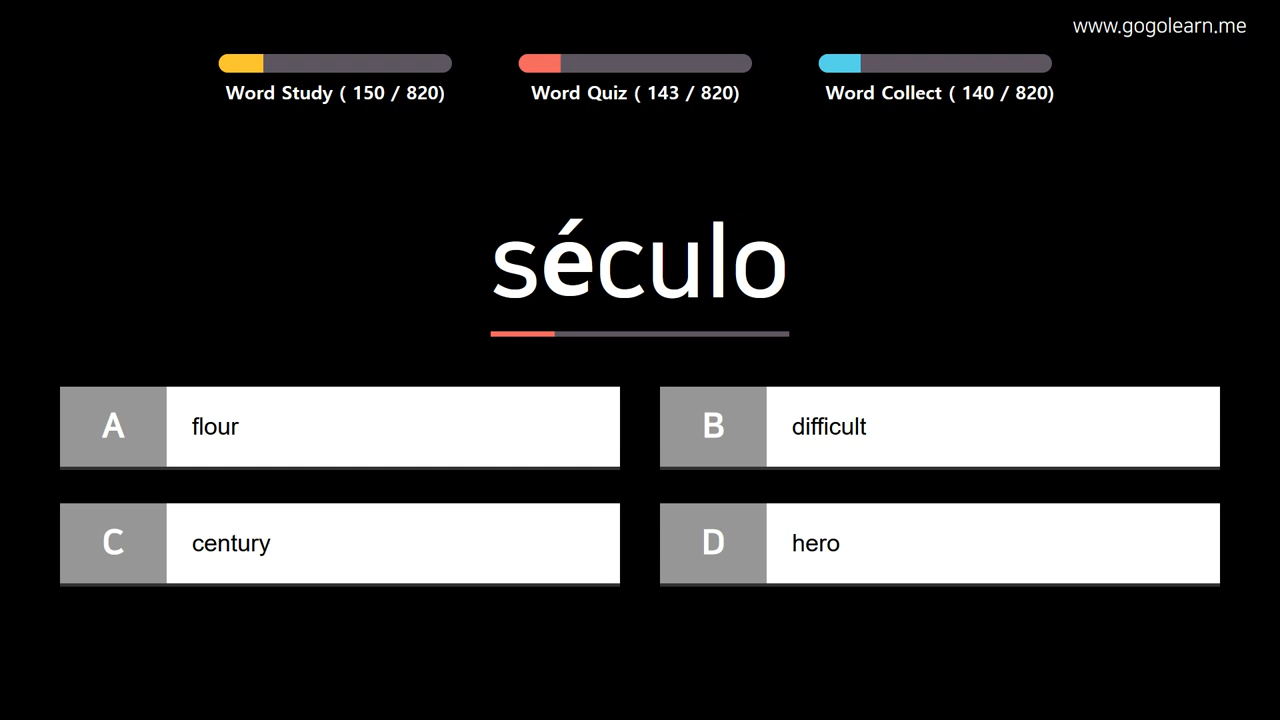 www.gogolearn.me
Word Study ( 150 / 820)
Word Quiz ( 143 / 820)
Word Collect ( 140 / 820)
século
A flour
B difficult
C century
D hero